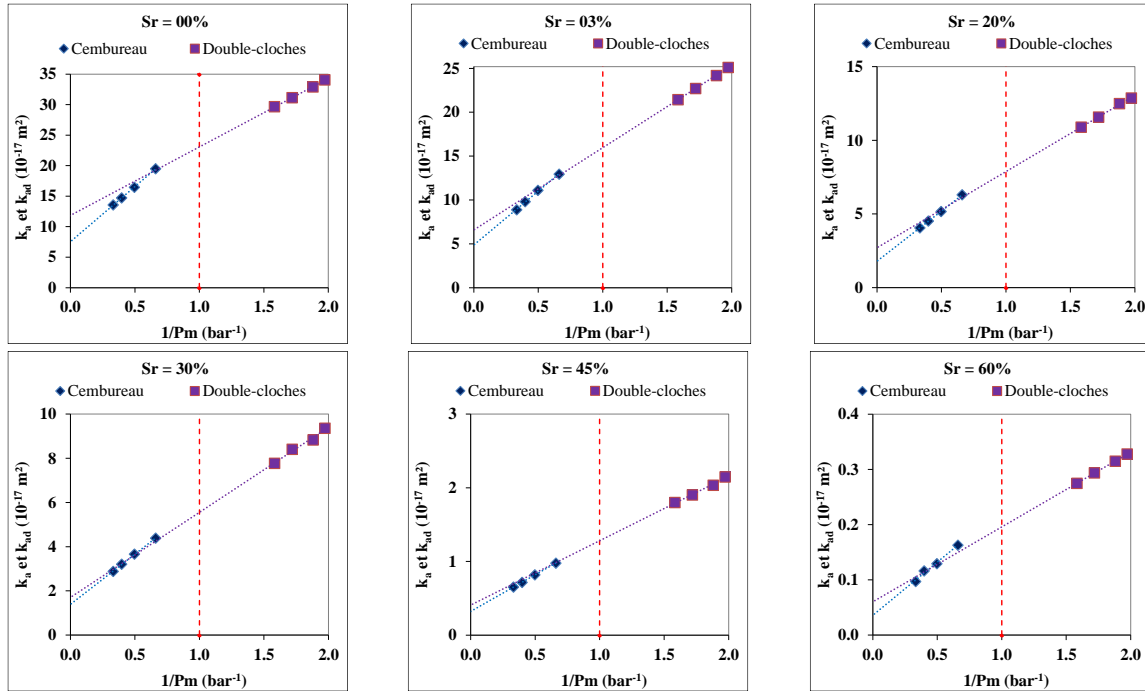 Sr = 00%
Cembureau Double-cloches
kₐ et kₐd (10⁻¹⁷ m²)
35
30
25
20
15
10
5
0
0.0 0.5 1.0 1.5 2.0
1/Pm (bar⁻¹)
Sr = 03%
Cembureau Double-cloches
kₐ et kₐd (10⁻¹⁷ m²)
25
20
15
10
5
0
0.0 0.5 1.0 1.5 2.0
1/Pm (bar⁻¹)
Sr = 20%
Cembureau Double-cloches
kₐ et kₐd (10⁻¹⁷ m²)
15
10
5
0
0.0 0.5 1.0 1.5 2.0
1/Pm (bar⁻¹)
Sr = 30%
Cembureau Double-cloches
kₐ et kₐd (10⁻¹⁷ m²)
10
8
6
4
2
0
0.0 0.5 1.0 1.5 2.0
1/Pm (bar⁻¹)
Sr = 45%
Cembureau Double-cloches
kₐ et kₐd (10⁻¹⁷ m²)
3
2
1
0
0.0 0.5 1.0 1.5 2.0
1/Pm (bar⁻¹)
Sr = 60%
Cembureau Double-cloches
kₐ et kₐd (10⁻¹⁷ m²)
0.4
0.3
0.2
0.1
0.0
0.0 0.5 1.0 1.5 2.0
1/Pm (bar⁻¹)